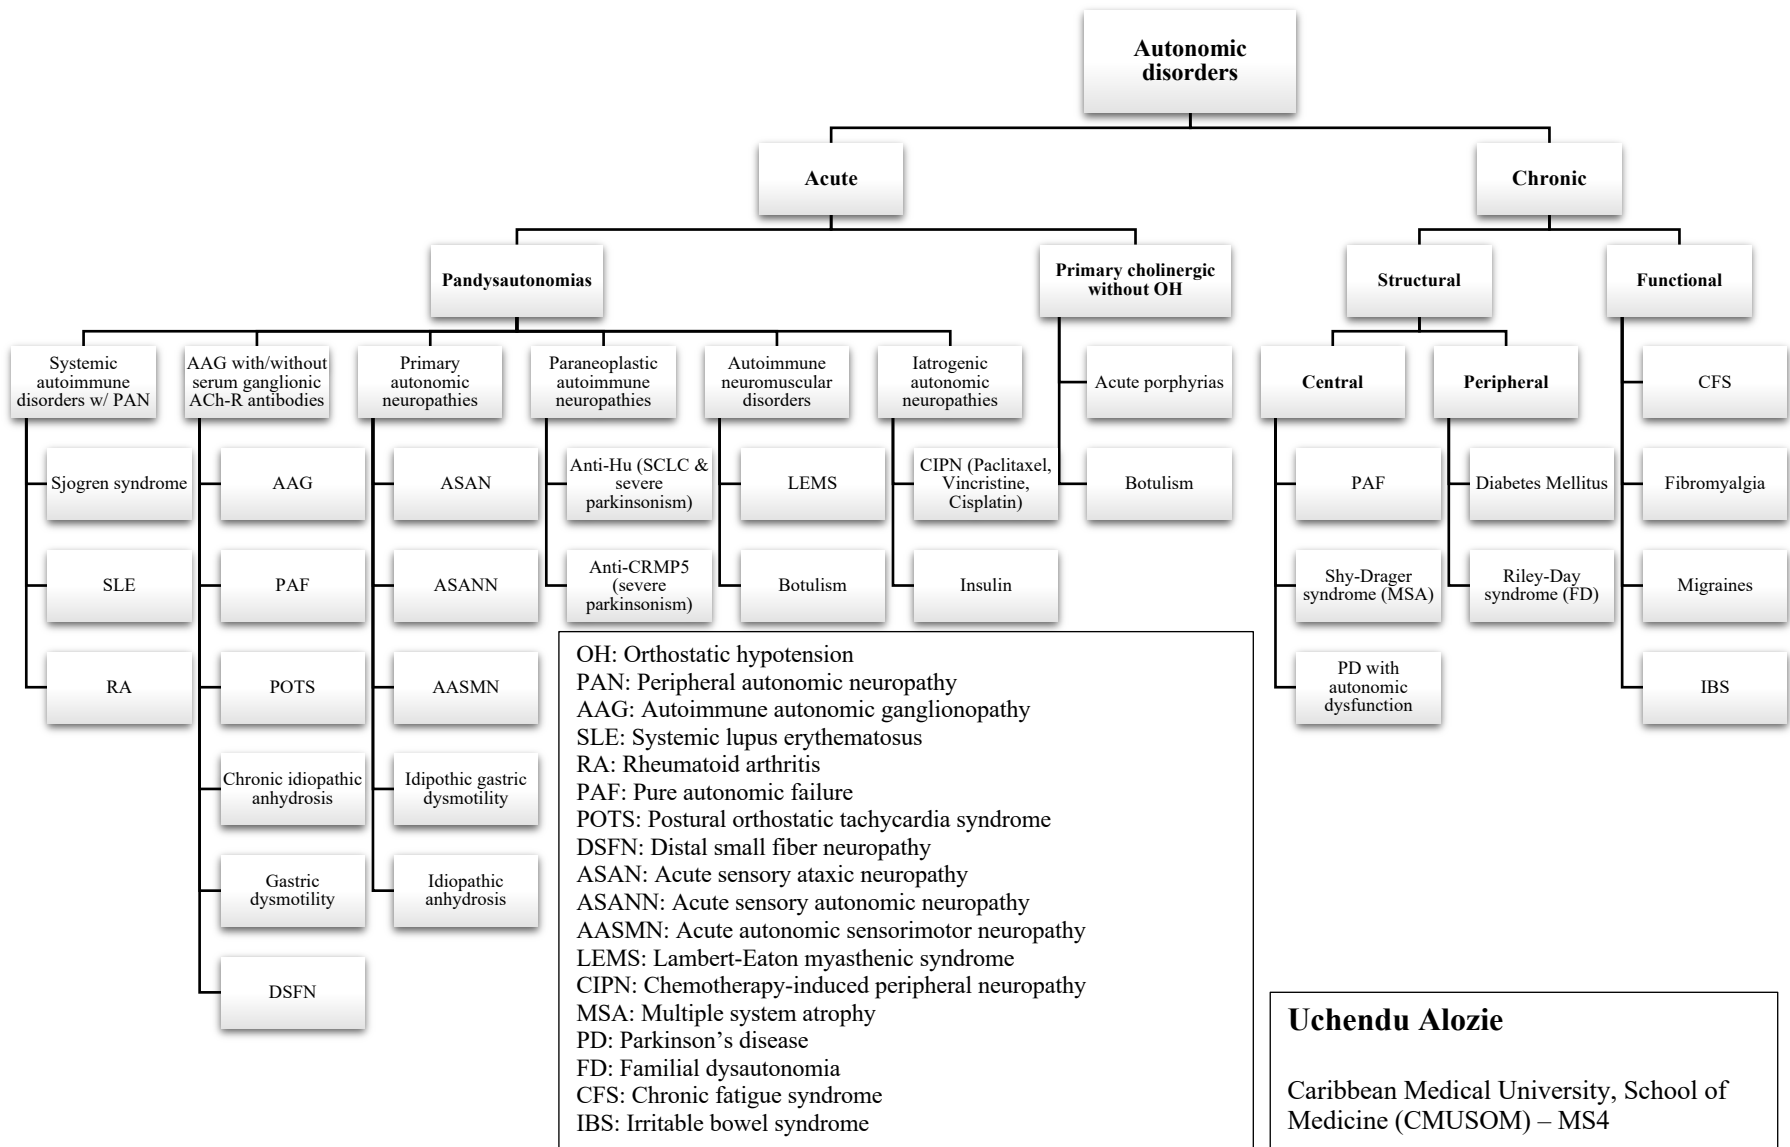 Autonomic
disorders
Acute
Chronic
Pandysautonomias
Primary cholinergic
without OH
Structural
Functional
Systemic
autoimmune
disorders w/ PAN
AAG with/without
serum ganglionic
ACh-R antibodies
Primary
autonomic
neuropathies
Paraneoplastic
autoimmune
neuropathies
Autoimmune
neuromuscular
disorders
Iatrogenic
autonomic
neuropathies
Acute porphyrias
Central
Peripheral
CFS
Sjogren syndrome
AAG
ASAN
Anti-Hu (SCLC &
severe
parkinsonism)
LEMS
CIPN (Paclitaxel,
Vincristine,
Cisplatin)
Botulism
PAF
Diabetes Mellitus
Fibromyalgia
SLE
PAF
ASANN
Anti-CRMP5
(severe
parkinsonism)
Botulism
Insulin
Shy-Drager
syndrome (MSA)
Riley-Day
syndrome (FD)
Migraines
RA
POTS
AASMN
PD with
autonomic
dysfunction
IBS
Chronic idiopathic
anhydrosis
Idipothic gastric
dysmotility
Gastric
dysmotility
Idiopathic
anhydrosis
DSFN
OH: Orthostatic hypotension
PAN: Peripheral autonomic neuropathy
AAG: Autoimmune autonomic ganglionopathy
SLE: Systemic lupus erythematosus
RA: Rheumatoid arthritis
PAF: Pure autonomic failure
POTS: Postural orthostatic tachycardia syndrome
DSFN: Distal small fiber neuropathy
ASAN: Acute sensory ataxic neuropathy
ASANN: Acute sensory autonomic neuropathy
AASMN: Acute autonomic sensorimotor neuropathy
LEMS: Lambert-Eaton myasthenic syndrome
CIPN: Chemotherapy-induced peripheral neuropathy
MSA: Multiple system atrophy
PD: Parkinson’s disease
FD: Familial dysautonomia
CFS: Chronic fatigue syndrome
IBS: Irritable bowel syndrome
Uchendu Alozie
Caribbean Medical University, School of
Medicine (CMUSOM) – MS4